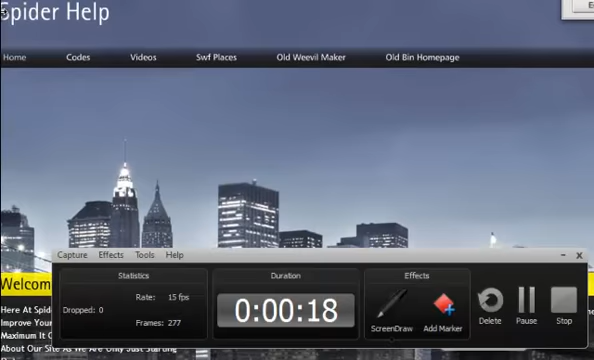 Spider Help
Home Codes Videos Swf Places Old Weevil Maker Old Bin Homepage
Capture Effects Tools Help
Statistics Duration Effects
Rate: 15 fps
Dropped: 0
0:00:18
Frames: 277
ScreenDraw Add Marker Delete Pause Stop
Welcom
Here At Spid
Improve Your
Maximum It C
About Our Site As We Are Only Just Starting